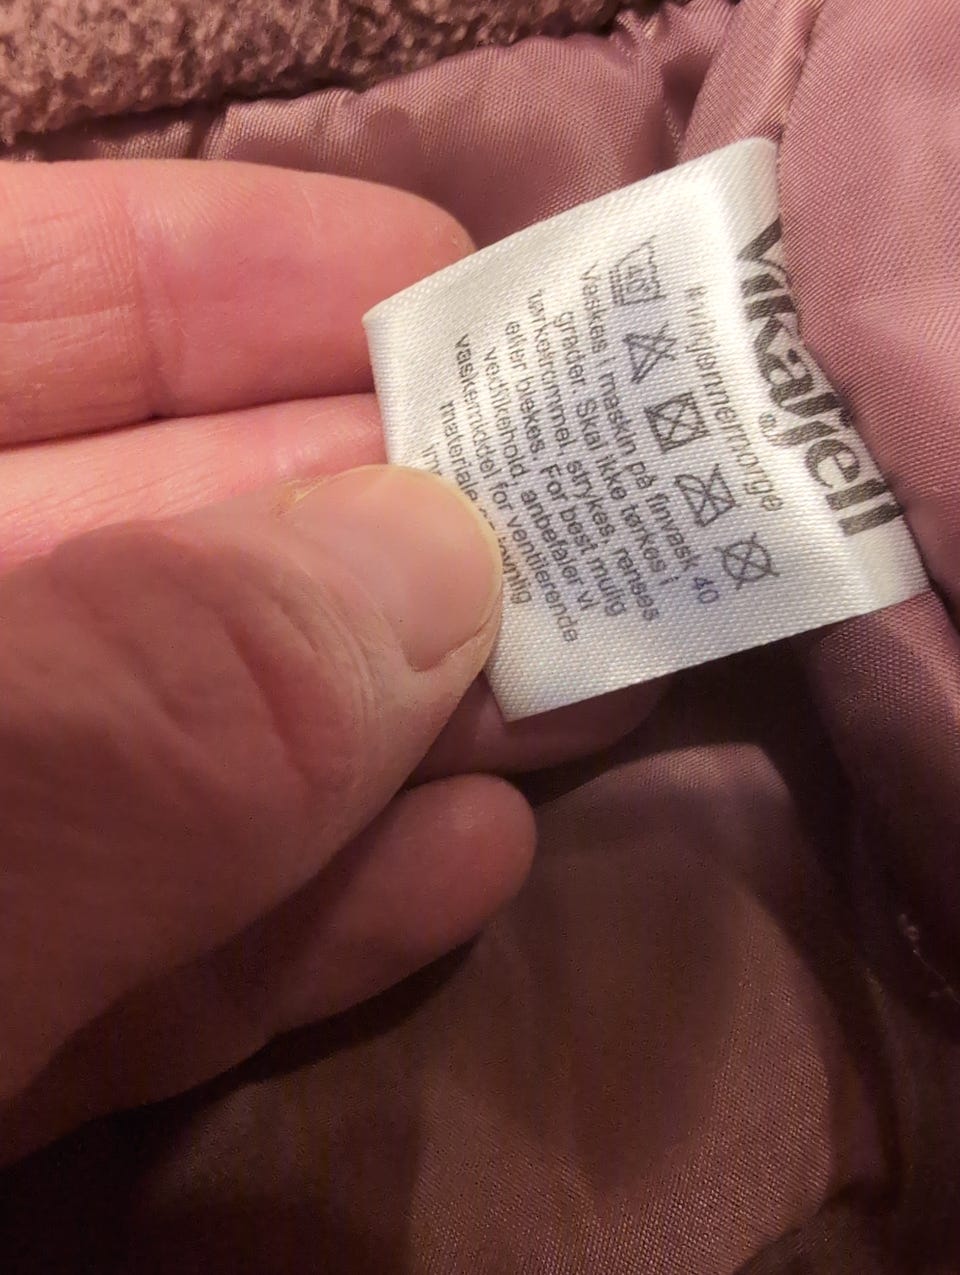 Vikafjell
Vaskes i maskin på finvask 40
grader. Skal ikke tørkes i
tørketrommel, strykes, renses
eller blekes. For best mulig
vedlikehold, anbefaler vi
vaskemiddel for ventilerende
materiale